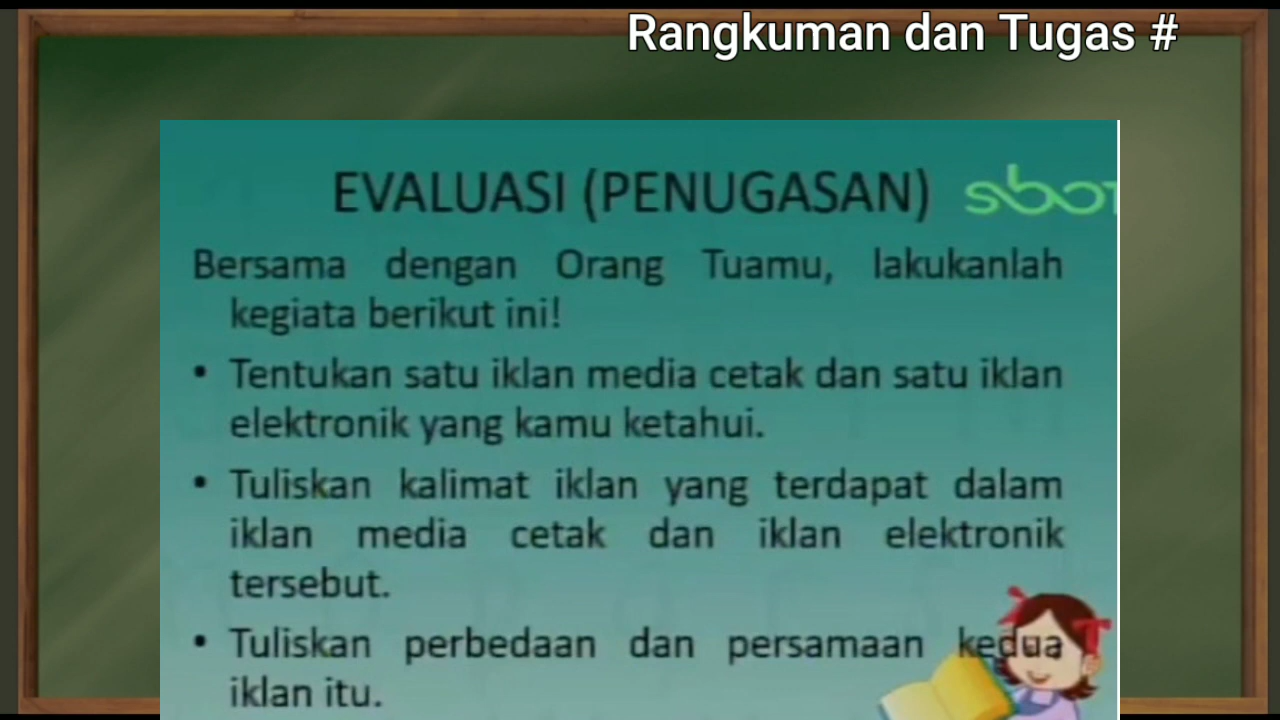 Rangkuman dan Tugas #
EVALUASI (PENUGASAN)
Bersama dengan Orang Tuamu, lakukanlah
kegiata berikut ini!
• Tentukan satu iklan media cetak dan satu iklan
elektronik yang kamu ketahui.
• Tuliskan kalimat iklan yang terdapat dalam
iklan media cetak dan iklan elektronik
tersebut.
• Tuliskan perbedaan dan persamaan kedua
iklan itu.